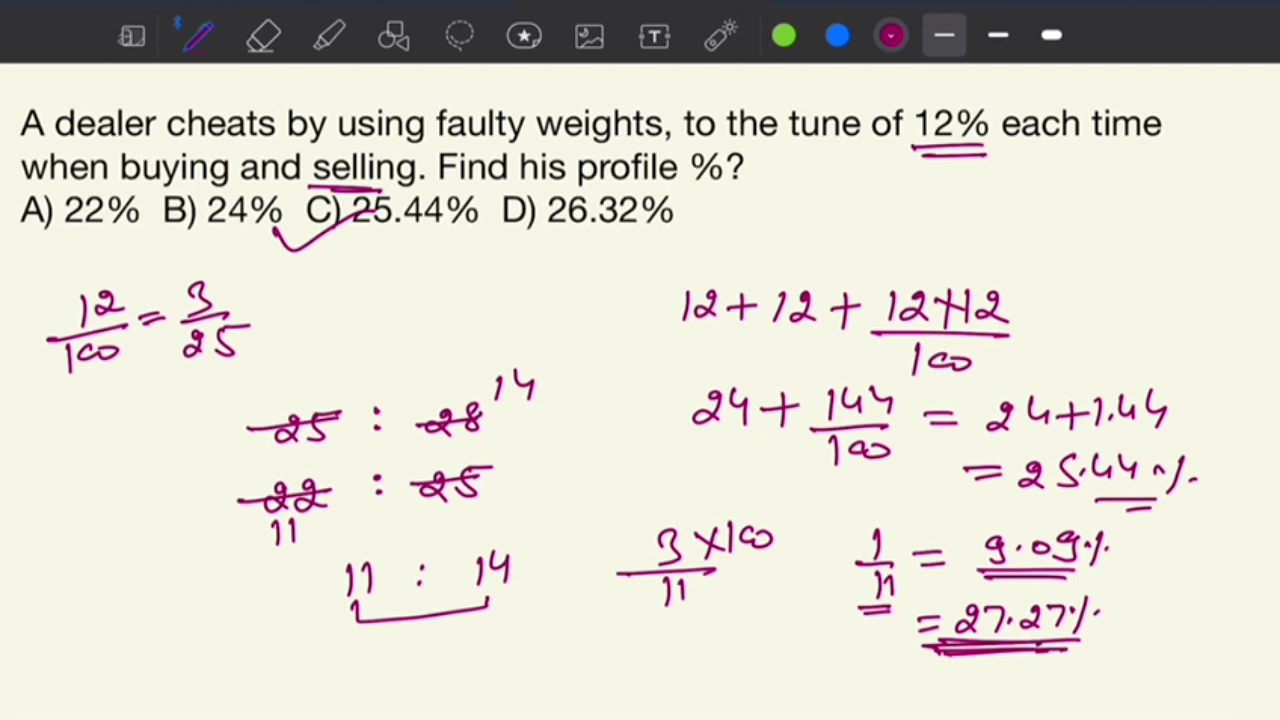 A dealer cheats by using faulty weights, to the tune of 12% each time
when buying and selling. Find his profile %?
A) 22% B) 24% C) 25.44% D) 26.32%
12/100 = 3/25
25 : 28 14
22 : 25
11
11 : 14
12 + 12 + 12×12/100
24 + 144/100 = 24+1.44
= 25.44%
3×100/11
1/11 = 9.09%
= 27.27%